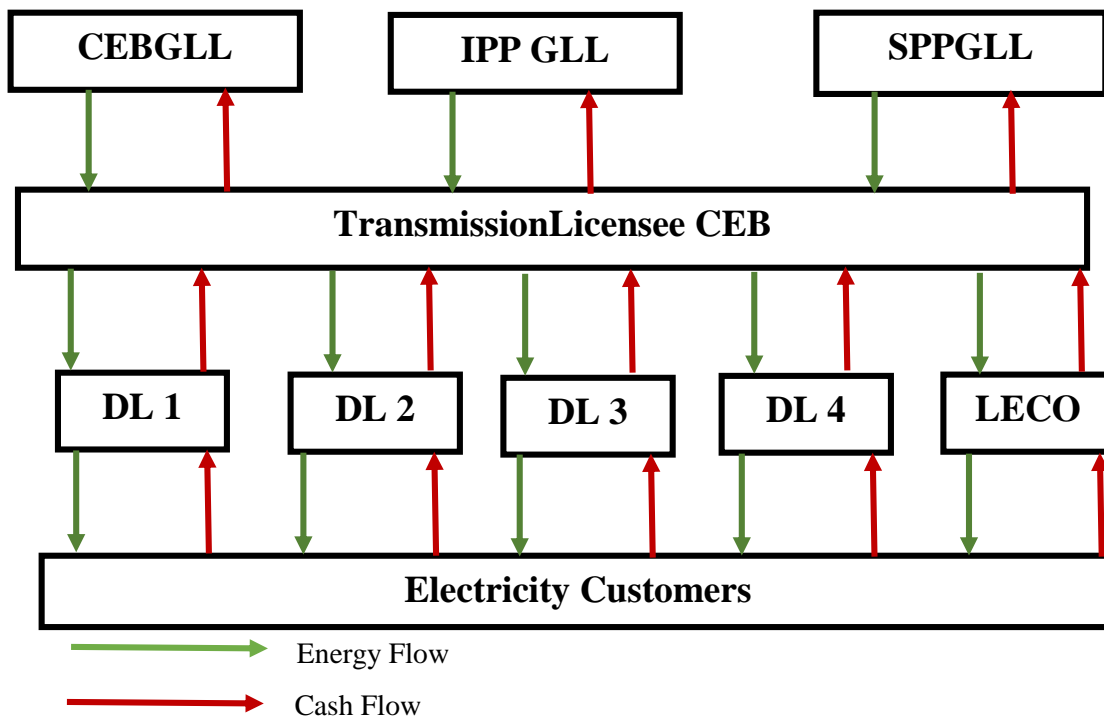 CEBGLL
IPP GLL
SPPGLL
TransmissionLicensee CEB
DL 1
DL 2
DL 3
DL 4
LECO
Electricity Customers
Energy Flow
Cash Flow